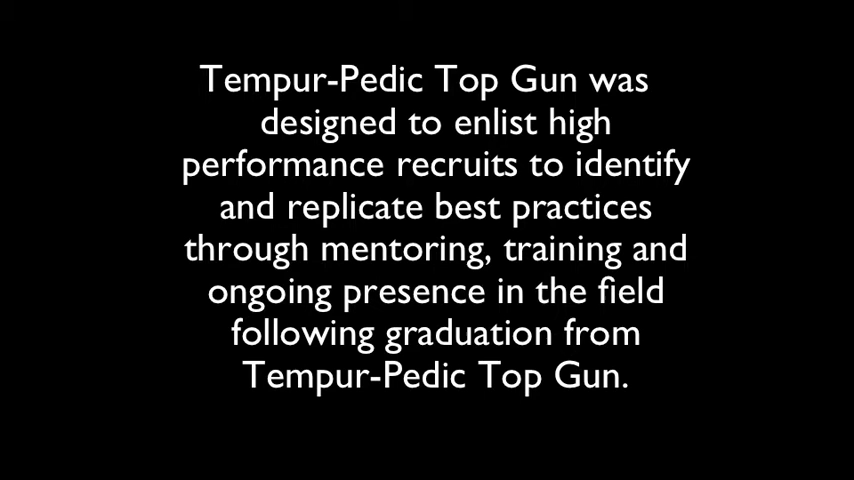 Tempur-Pedic Top Gun was
designed to enlist high
performance recruits to identify
and replicate best practices
through mentoring, training and
ongoing presence in the field
following graduation from
Tempur-Pedic Top Gun.